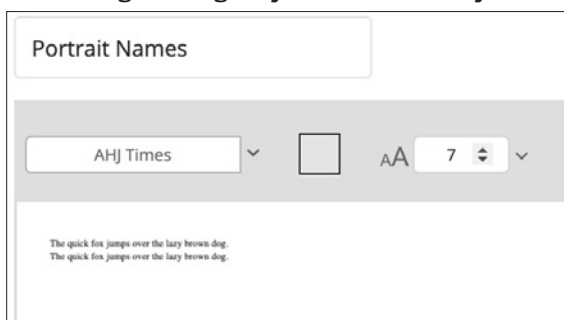 Portrait Names
AHJ Times
AA 7
The quick fox jumps over the lazy brown dog.
The quick fox jumps over the lazy brown dog.